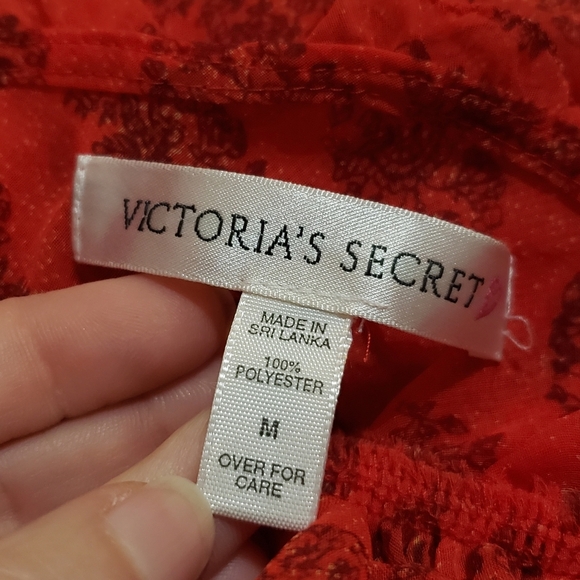 VICTORIA'S SECRET
MADE IN
SRI LANKA
100%
POLYESTER
M
OVER FOR
CARE